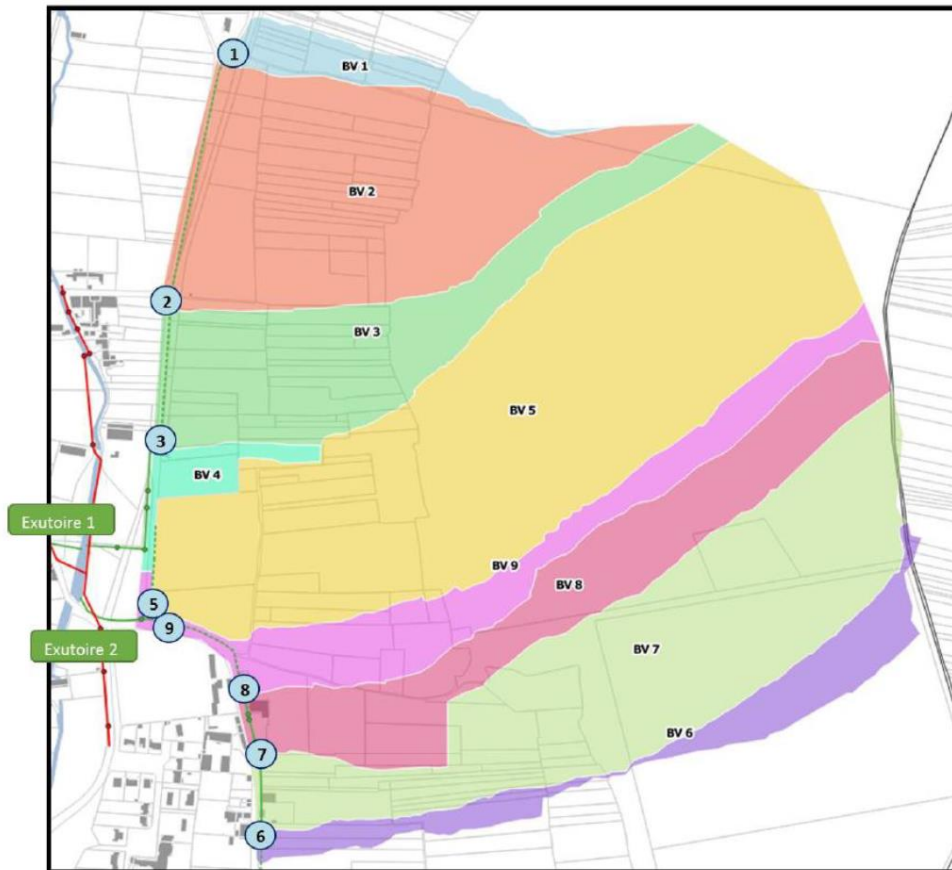 1
BV 1
BV 2
2
BV 3
3
BV 5
BV 4
Exutoire 1
BV 9
BV 8
5
9
Exutoire 2
BV 7
8
BV 6
7
6